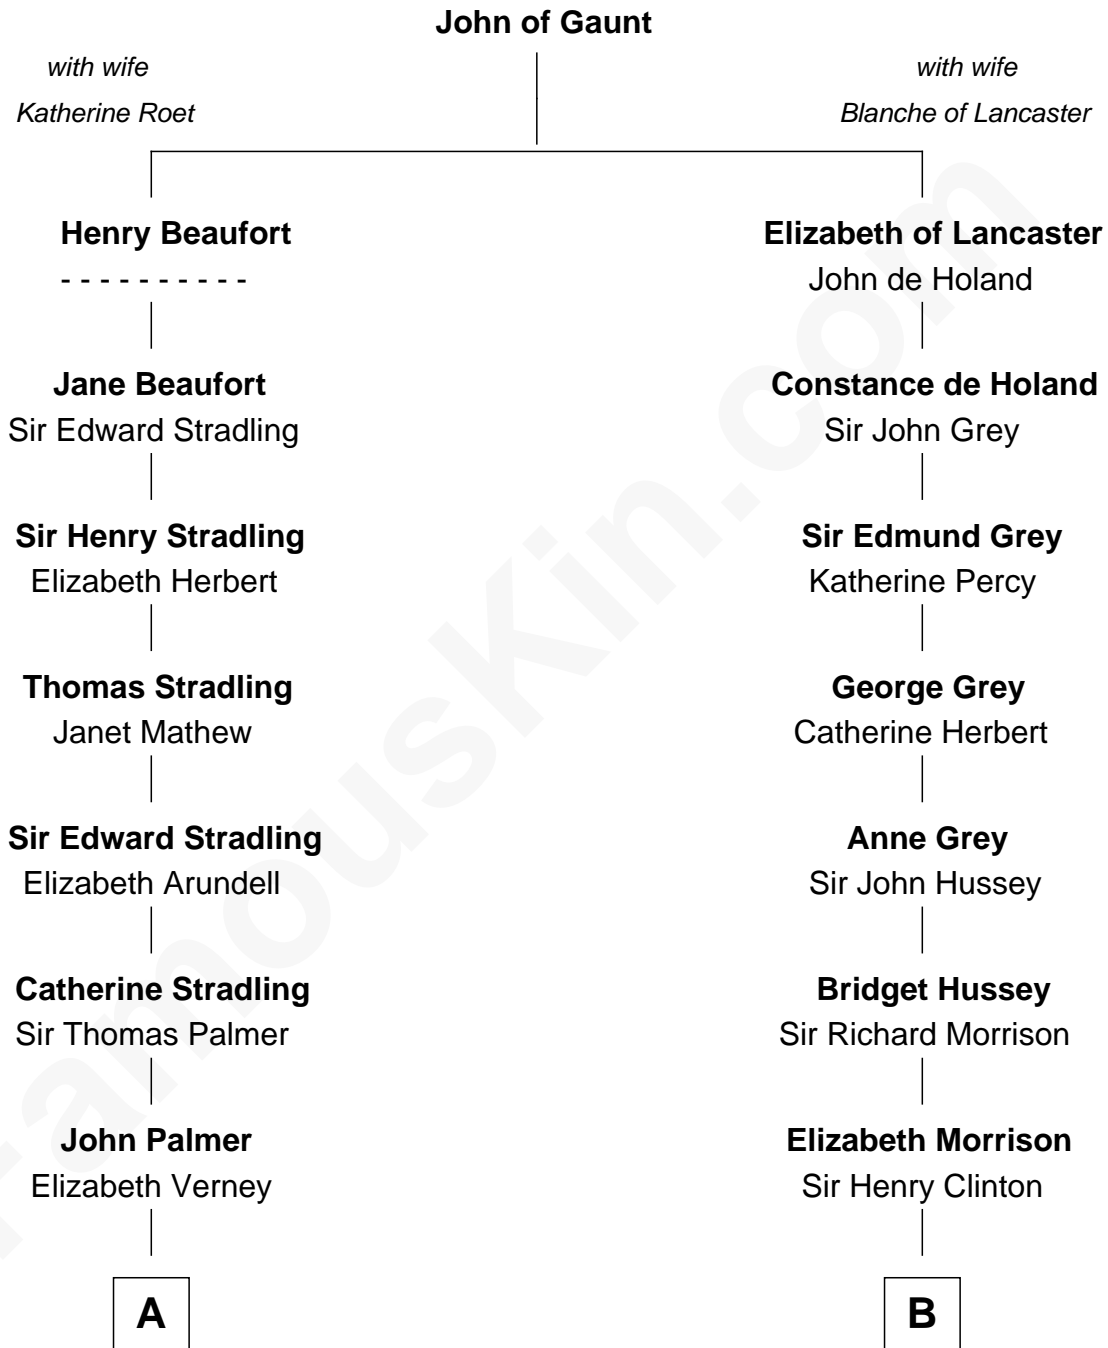 John of Gaunt
with wife
Katherine Roet
with wife
Blanche of Lancaster
Henry Beaufort
- - - - - - - - - -
Elizabeth of Lancaster
John de Holand
Jane Beaufort
Sir Edward Stradling
Constance de Holand
Sir John Grey
Sir Henry Stradling
Elizabeth Herbert
Sir Edmund Grey
Katherine Percy
Thomas Stradling
Janet Mathew
George Grey
Catherine Herbert
Sir Edward Stradling
Elizabeth Arundell
Anne Grey
Sir John Hussey
Catherine Stradling
Sir Thomas Palmer
Bridget Hussey
Sir Richard Morrison
John Palmer
Elizabeth Verney
Elizabeth Morrison
Sir Henry Clinton
A
B
FamousKin.com